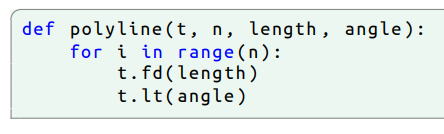 def polyline(t, n, length, angle):
    for i in range(n):
        t.fd(length)
        t.lt(angle)